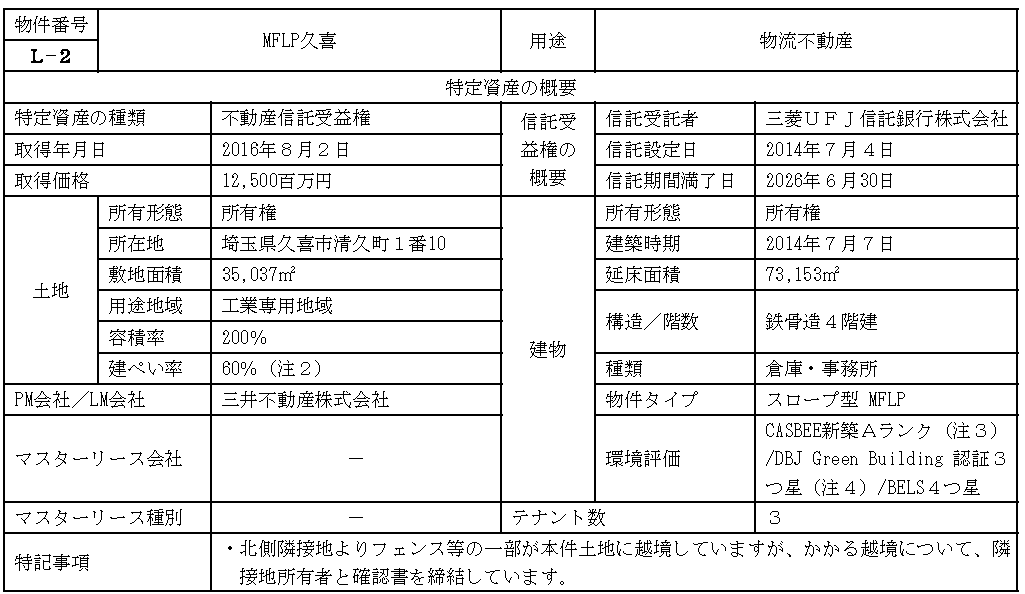 物件番号
L-2
MFLP久喜
用途
物流不動産
特定資産の概要
特定資産の種類
不動産信託受益権
信託受
益権の
概要
信託受託者
三菱ＵＦＪ信託銀行株式会社
取得年月日
2016年８月２日
信託設定日
2014年７月４日
取得価格
12,500百万円
信託期間満了日
2026年６月30日
土地
所有形態
所有権
所在地
埼玉県久喜市清久町１番10
敷地面積
35,037㎡
用途地域
工業専用地域
容積率
200%
建ぺい率
60%（注２）
建物
所有形態
所有権
建築時期
2014年７月７日
延床面積
73,153㎡
構造／階数
鉄骨造４階建
種類
倉庫・事務所
PM会社／LM会社
三井不動産株式会社
物件タイプ
スロープ型 MFLP
マスターリース会社
－
環境評価
CASBEE新築Ａランク（注３）
/DBJ Green Building 認証３
つ星（注４）/BELS４つ星
マスターリース種別
－
テナント数
３
特記事項
・北側隣接地よりフェンス等の一部が本件土地に越境していますが、かかる越境について、隣
接地所有者と確認書を締結しています。